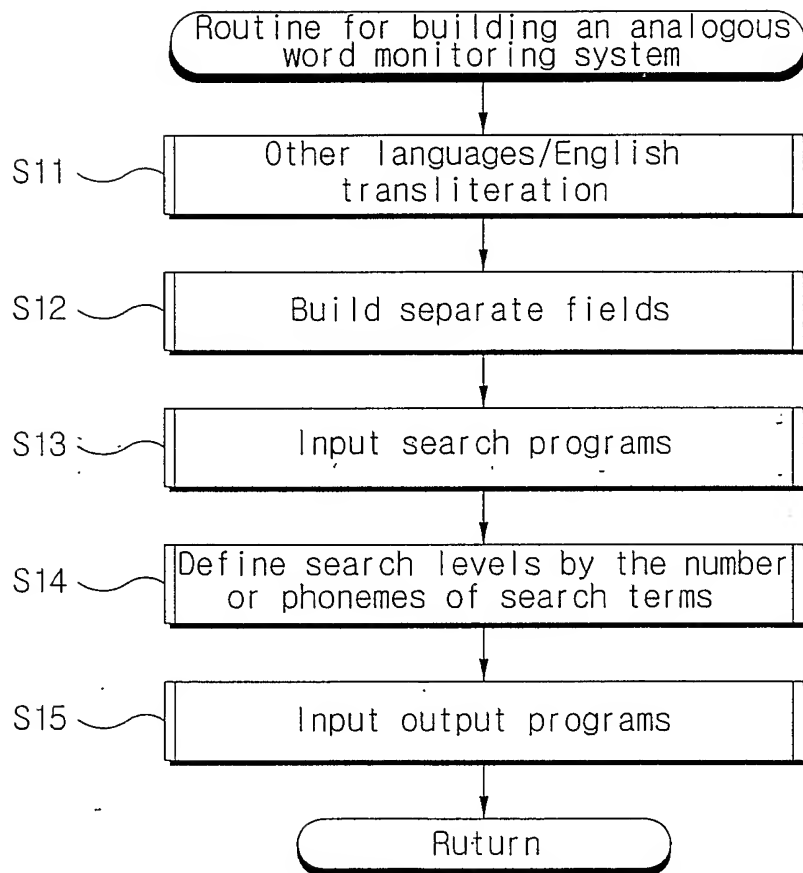 Routine for building an analogous
word monitoring system
S11
Other languages/English
transliteration
S12
Build separate fields
S13
Input search programs
S14
Define search levels by the number
or phonemes of search terms
S15
Input output programs
Ruturn